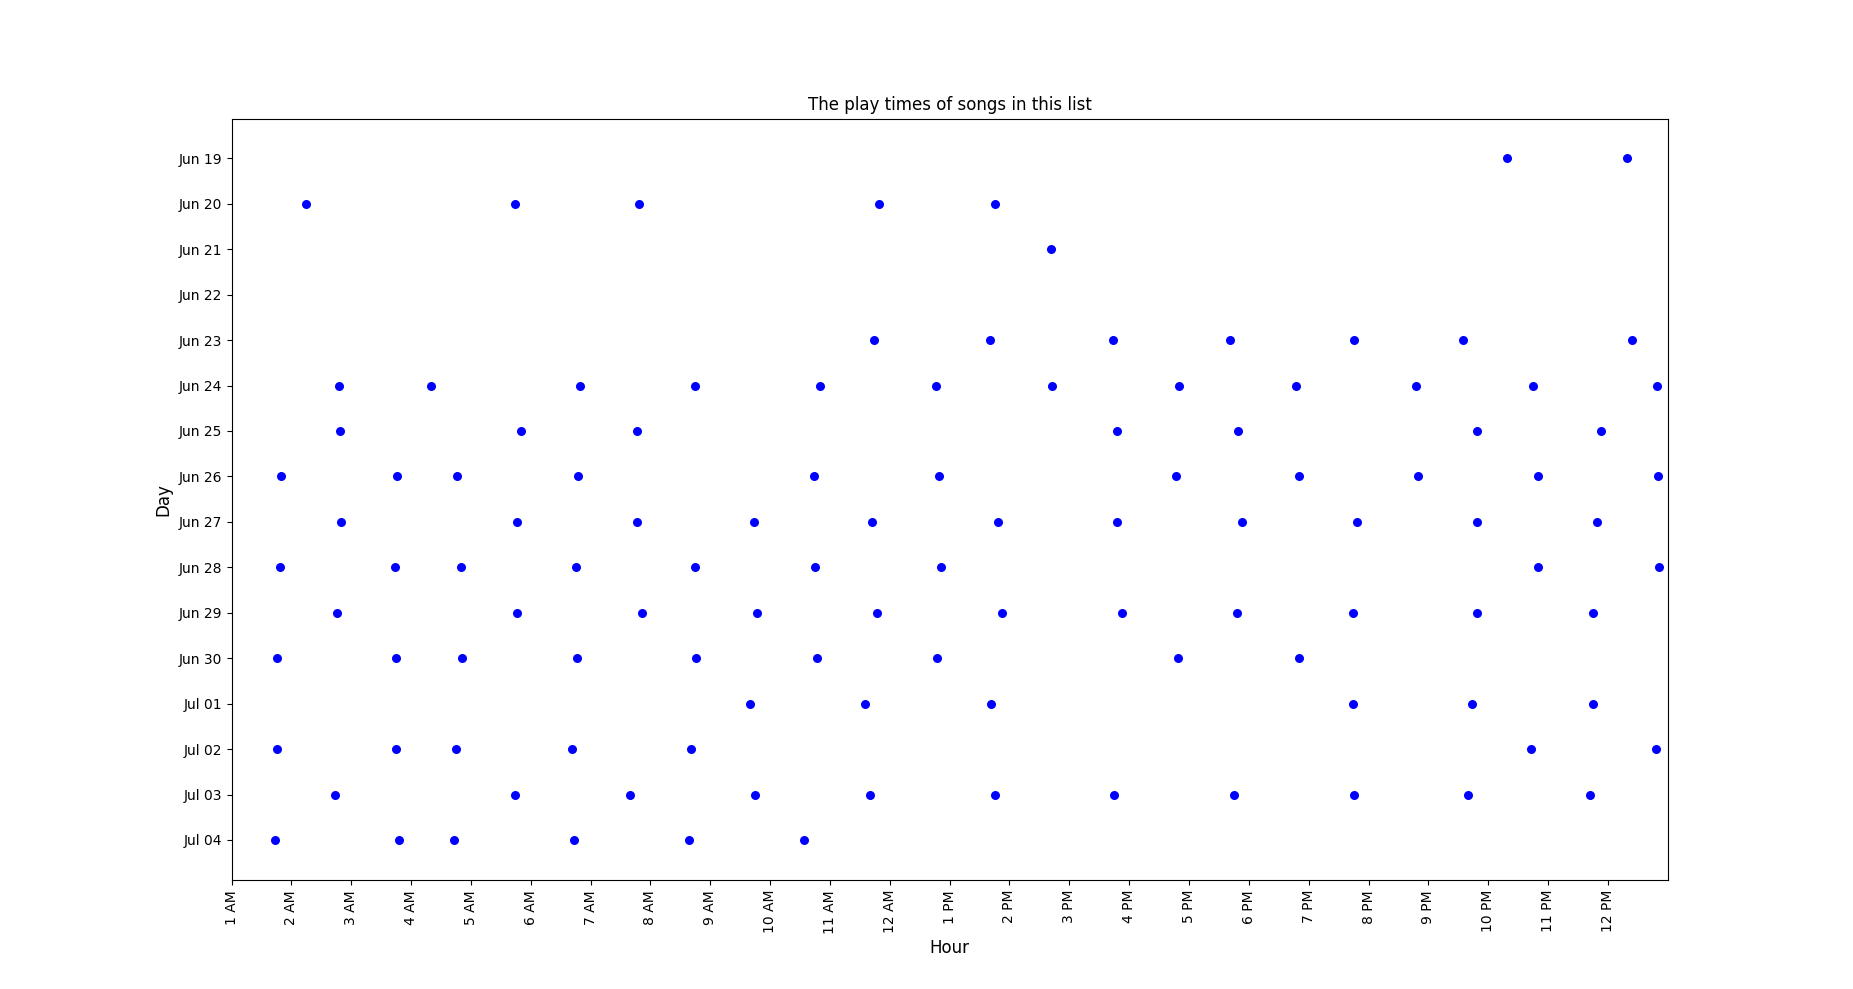 The play times of songs in this list
Jun 19
Jun 20
Jun 21
Jun 22
Jun 23
Jun 24
Jun 25
Jun 26
Jun 27
Jun 28
Jun 29
Jun 30
Jul 01
Jul 02
Jul 03
Jul 04
Day
1 AM
2 AM
3 AM
4 AM
5 AM
6 AM
7 AM
8 AM
9 AM
10 AM
11 AM
12 AM
1 PM
2 PM
3 PM
4 PM
5 PM
6 PM
7 PM
8 PM
9 PM
10 PM
11 PM
12 PM
Hour